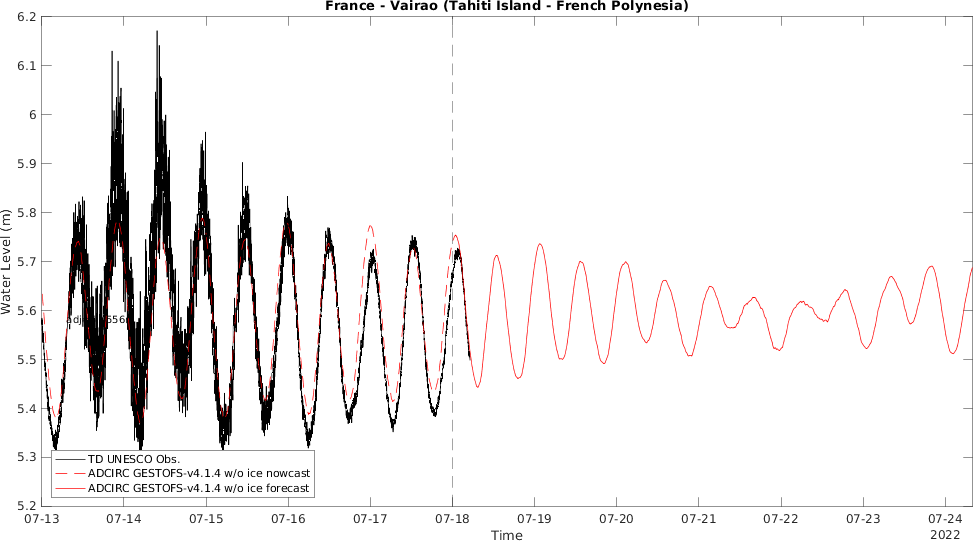 France - Vairao (Tahiti Island - French Polynesia)
Water Level (m)
6.2
6.1
6
5.9
5.8
5.7
5.6
5.5
5.4
5.3
5.2
TD UNESCO Obs.
ADCIRC GESTOFS-v4.1.4 w/o ice nowcast
ADCIRC GESTOFS-v4.1.4 w/o ice forecast
07-13 07-14 07-15 07-16 07-17 07-18 07-19 07-20 07-21 07-22 07-23 07-24
Time
2022